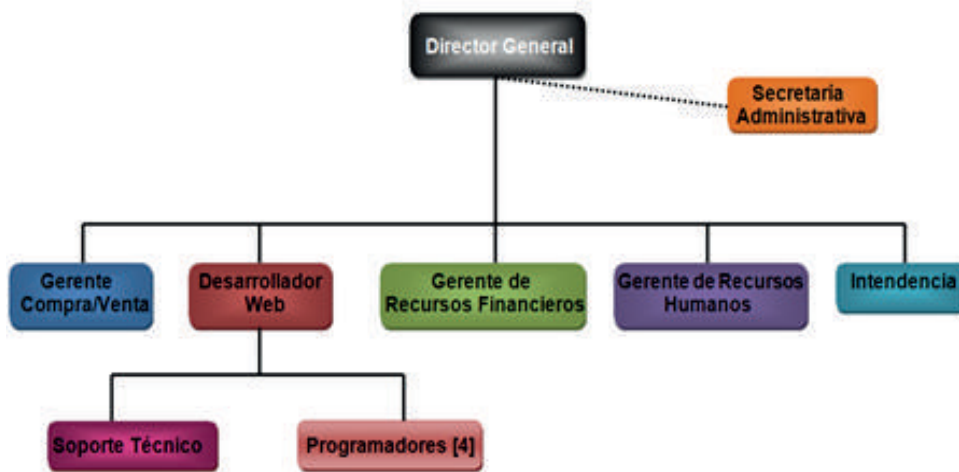 Director General
Secretaria
Administrativa
Gerente
Compra/Venta
Desarrollador
Web
Gerente de
Recursos Financieros
Gerente de Recursos
Humanos
Intendencia
Soporte Técnico
Programadores [4]